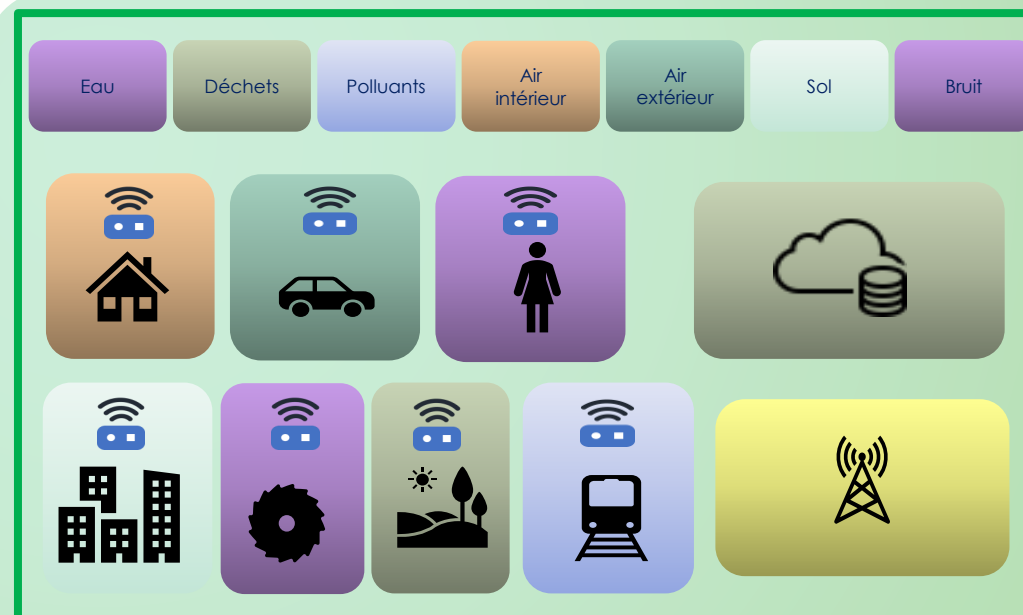 Eau
Déchets
Polluants
Air
intérieur
Air
extérieur
Sol
Bruit